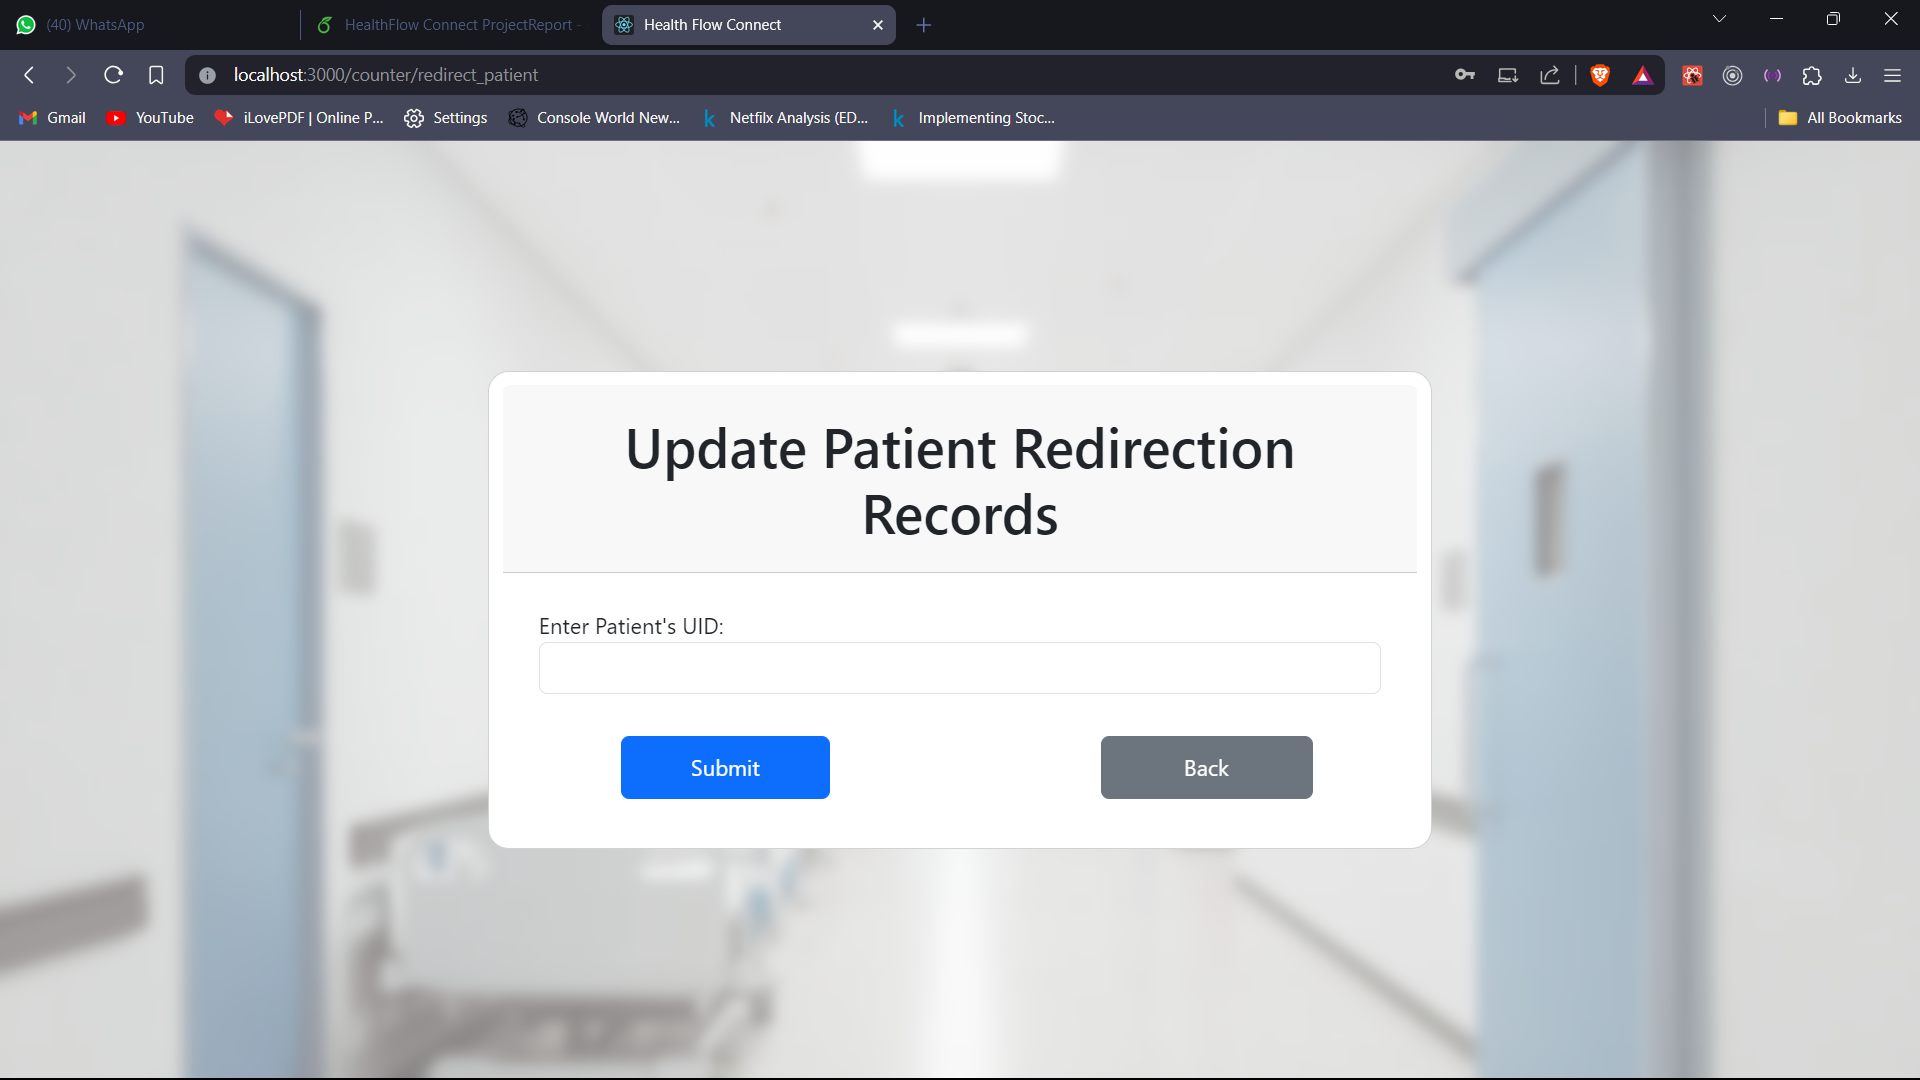 (40) WhatsApp
HealthFlow Connect ProjectReport -
Health Flow Connect
localhost:3000/counter/redirect_patient
Gmail
YouTube
iLovePDF | Online P...
Settings
Console World New...
Netfilx Analysis (ED...
Implementing Stoc...
All Bookmarks
Update Patient Redirection
Records
Enter Patient's UID:
Submit
Back